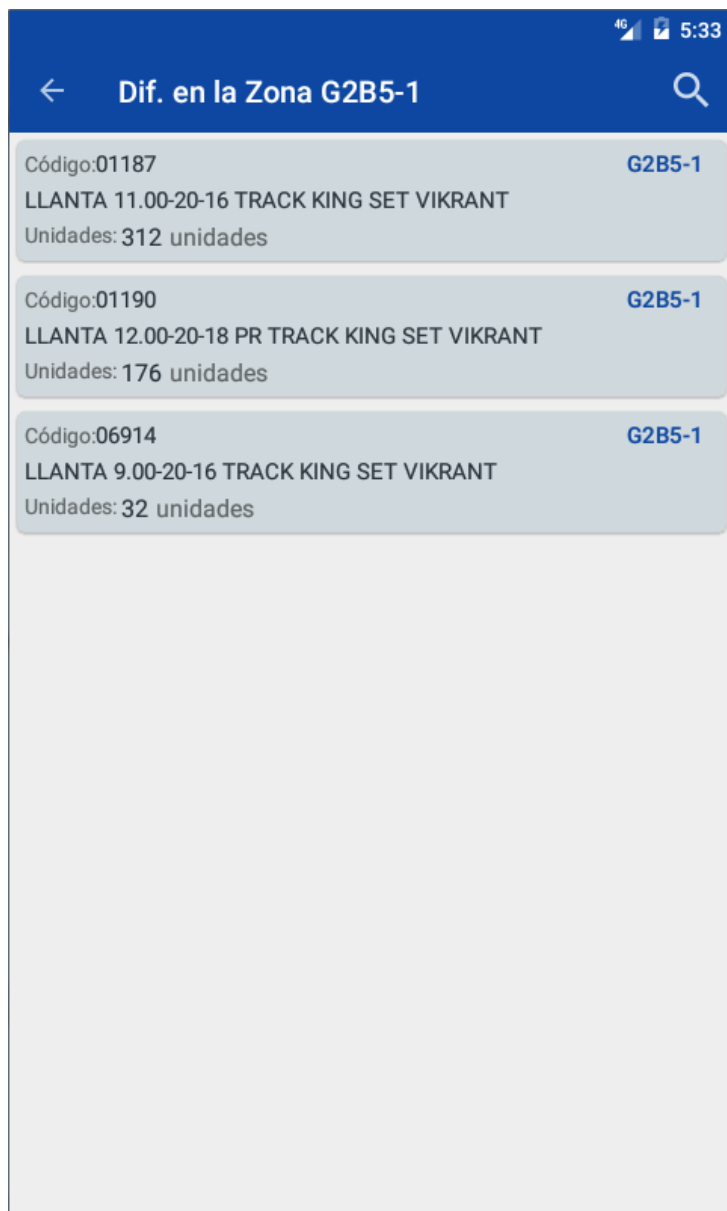 4G 5:33
Dif. en la Zona G2B5-1
Código:01187 G2B5-1
LLANTA 11.00-20-16 TRACK KING SET VIKRANT
Unidades: 312 unidades
Código:01190 G2B5-1
LLANTA 12.00-20-18 PR TRACK KING SET VIKRANT
Unidades: 176 unidades
Código:06914 G2B5-1
LLANTA 9.00-20-16 TRACK KING SET VIKRANT
Unidades: 32 unidades